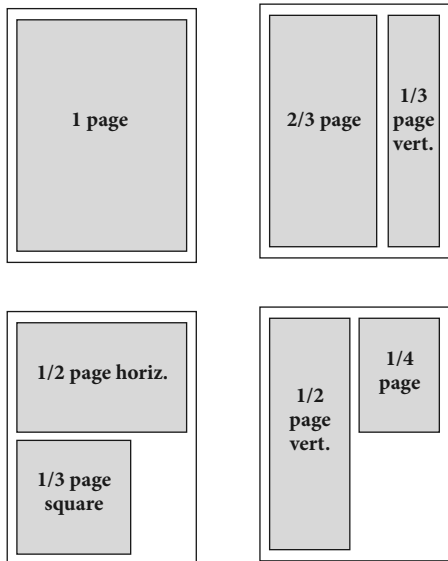 1 page
2/3 page
1/3
page
vert.
1/2 page horiz.
1/3 page
square
1/2
page
vert.
1/4
page